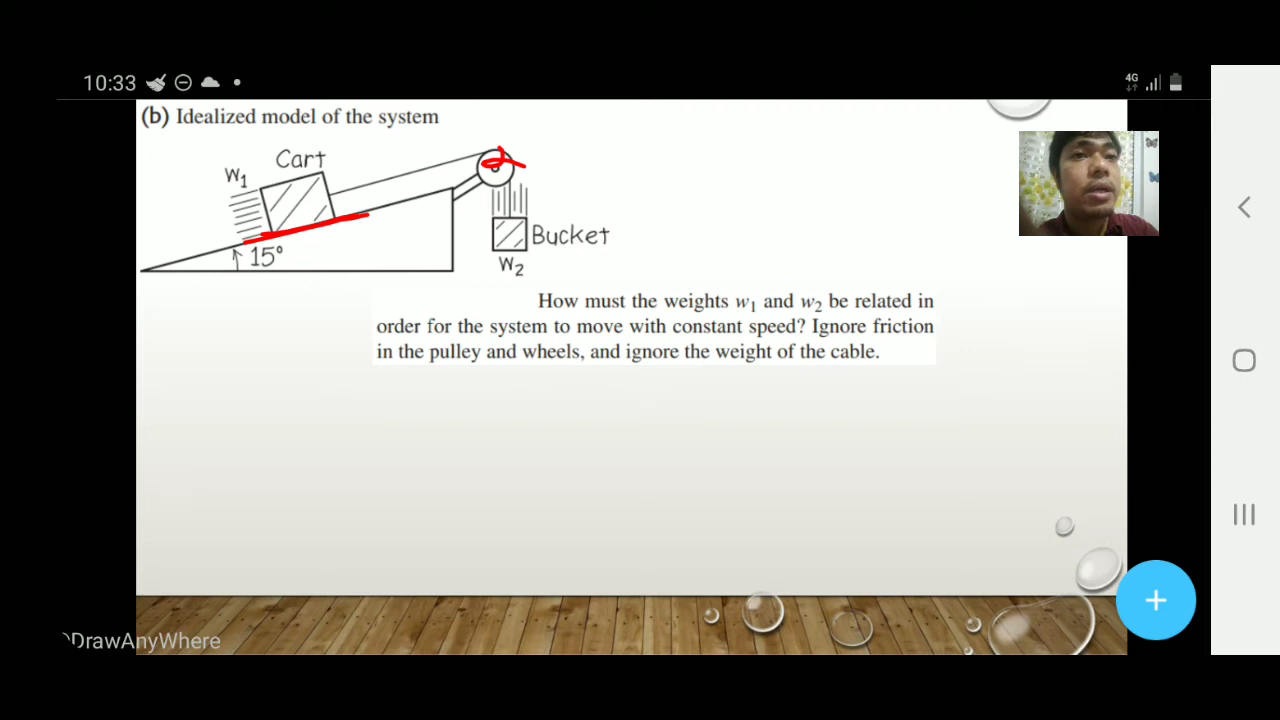 10:33
4G
(b) Idealized model of the system
Cart
W1
15°
Bucket
W2
How must the weights w1 and w2 be related in
order for the system to move with constant speed? Ignore friction
in the pulley and wheels, and ignore the weight of the cable.
DrawAnyWhere